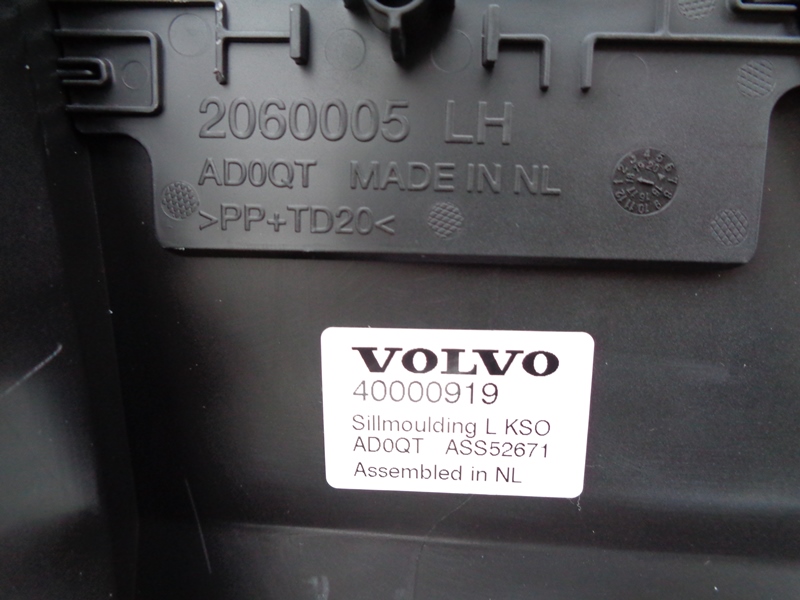 2060005 LH
AD0QT MADE IN NL
>PP+TD20<
VOLVO
40000919
Sillmoulding L KSO
AD0QT ASS52671
Assembled in NL